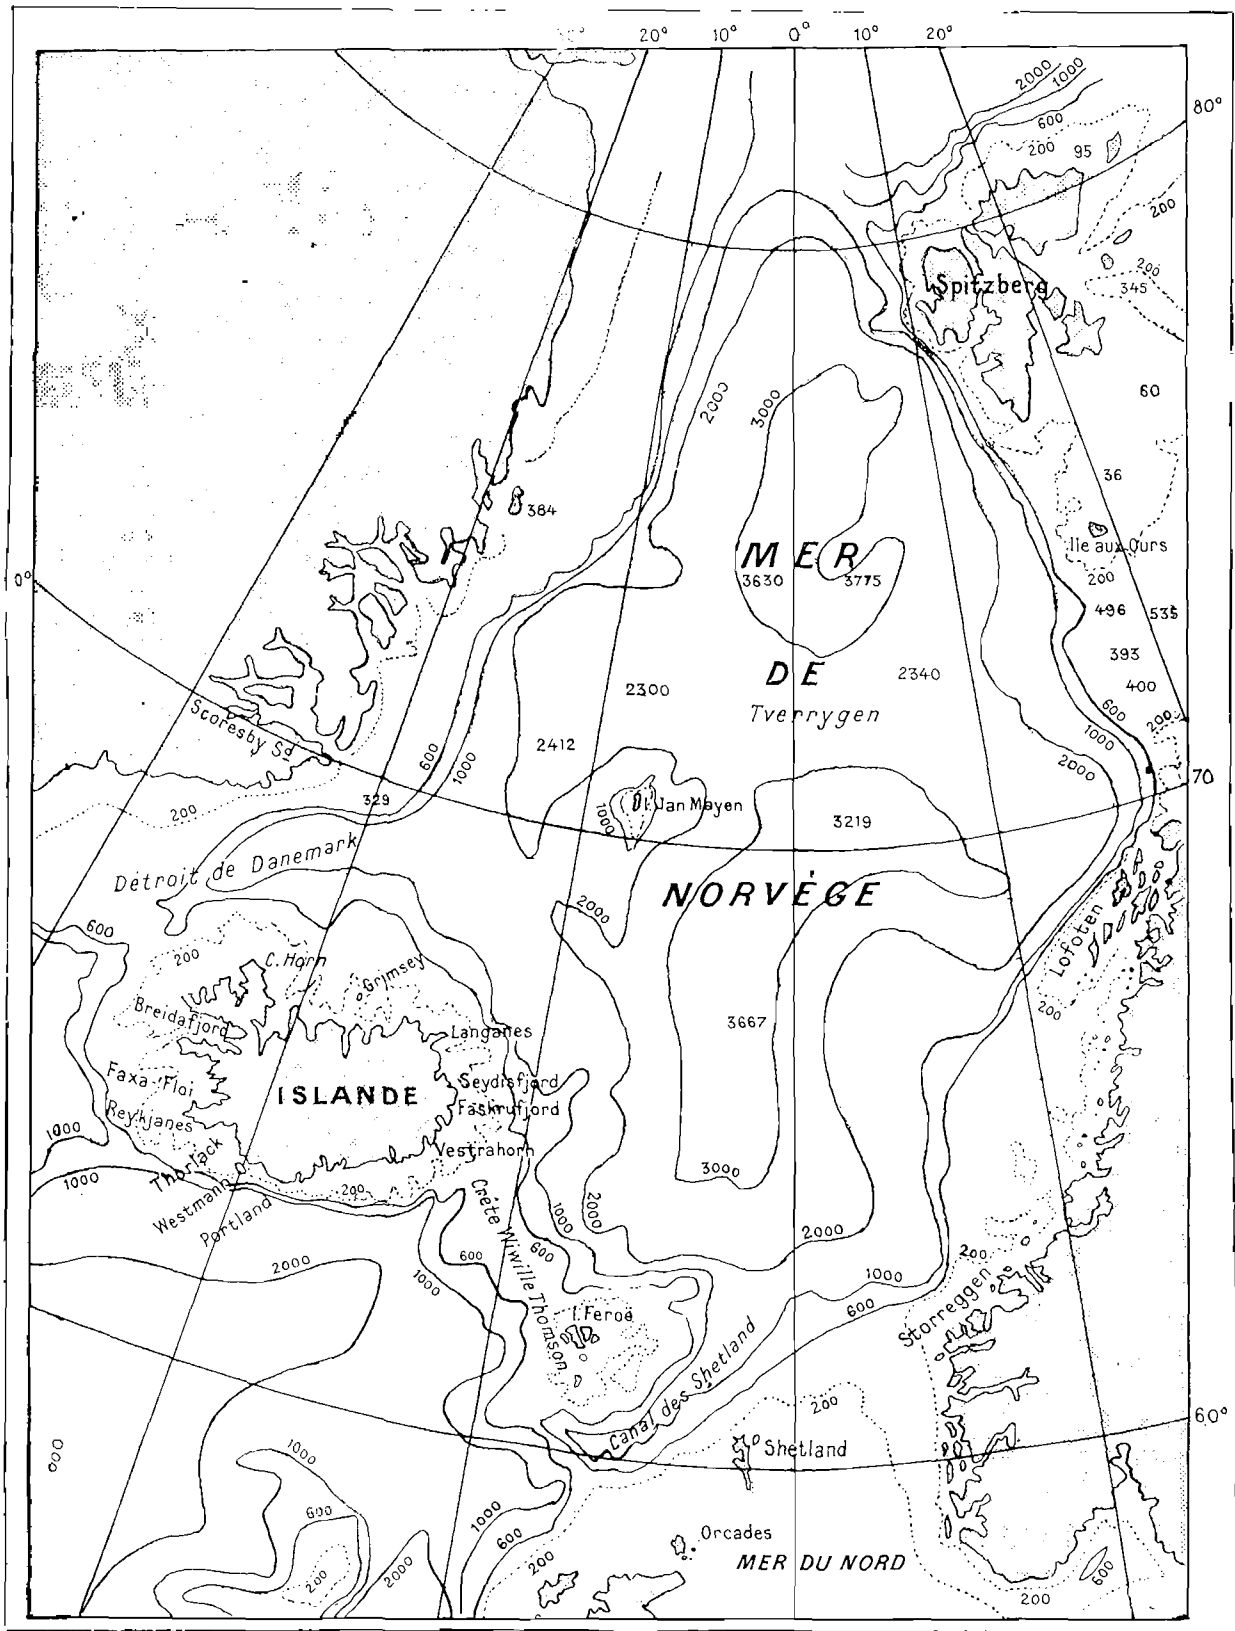 20° 10° 0° 10° 20°
80°
2000
1000
600
200 95
200
200
345
Spitzberg
60
2000
3000
36
384
Ile aux Ours
200
MER
3630 3775
0°
496 535
393
400
2300
DE
2340
Tverrygen
600
200
Scoresby Sd
2412
600
1000
1000
2000
70
200
329
1000
I. Jan Mayen
3219
Détroit de Danemark
NORVÈGE
2000
600
200
C. Horn
Grimsey
Lofoten
200
Breidafjord
Langanes
3667
Faxa Floi
ISLANDE
Seydisfjord
Faskrufjord
Reykjanes
1000
Vestrahorn
Thorlack
3000
1000
Westmann
200
Portland
Crête Wiwille Thomson
1000
2000
600
600
2000
200
2000
1000
1000
600
Storreggen
I. Feroë
Canal des Shetland
200
60°
000
1000
Shetland
600
1000
600
Orcades
200
200
2000
MER DU NORD
200
600